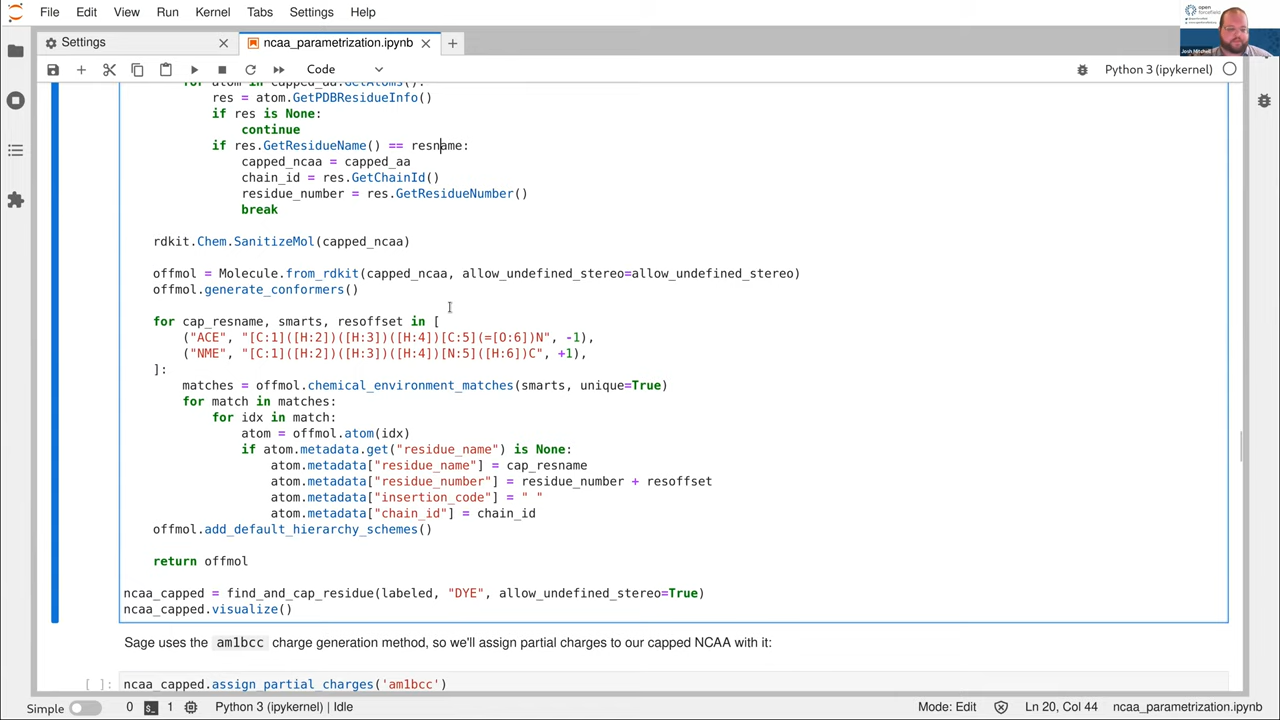 File Edit View Run Kernel Tabs Settings Help
open
forcefield
Josh Mitchell
Settings
ncaa_parametrization.ipynb
Code
Python 3 (ipykernel)
for atom in capped_aa.GetAtoms():
res = atom.GetPDBResidueInfo()
if res is None:
continue
if res.GetResidueName() == resname:
capped_ncaa = capped_aa
chain_id = res.GetChainId()
residue_number = res.GetResidueNumber()
break
rdkit.Chem.SanitizeMol(capped_ncaa)
offmol = Molecule.from_rdkit(capped_ncaa, allow_undefined_stereo=allow_undefined_stereo)
offmol.generate_conformers()
for cap_resname, smarts, resoffset in [
("ACE", "[C:1]([H:2])([H:3])([H:4])[C:5](=[O:6])N", -1),
("NME", "[C:1]([H:2])([H:3])([H:4])[N:5]([H:6])C", +1),
]:
matches = offmol.chemical_environment_matches(smarts, unique=True)
for match in matches:
for idx in match:
atom = offmol.atom(idx)
if atom.metadata.get("residue_name") is None:
atom.metadata["residue_name"] = cap_resname
atom.metadata["residue_number"] = residue_number + resoffset
atom.metadata["insertion_code"] = " "
atom.metadata["chain_id"] = chain_id
offmol.add_default_hierarchy_schemes()
return offmol
ncaa_capped = find_and_cap_residue(labeled, "DYE", allow_undefined_stereo=True)
ncaa_capped.visualize()
Sage uses the am1bcc charge generation method, so we'll assign partial charges to our capped NCAA with it:
[ ]: ncaa_capped.assign_partial_charges('am1bcc')
Simple 0 1 Python 3 (ipykernel) | Idle Mode: Edit Ln 20, Col 44 ncaa_parametrization.ipynb